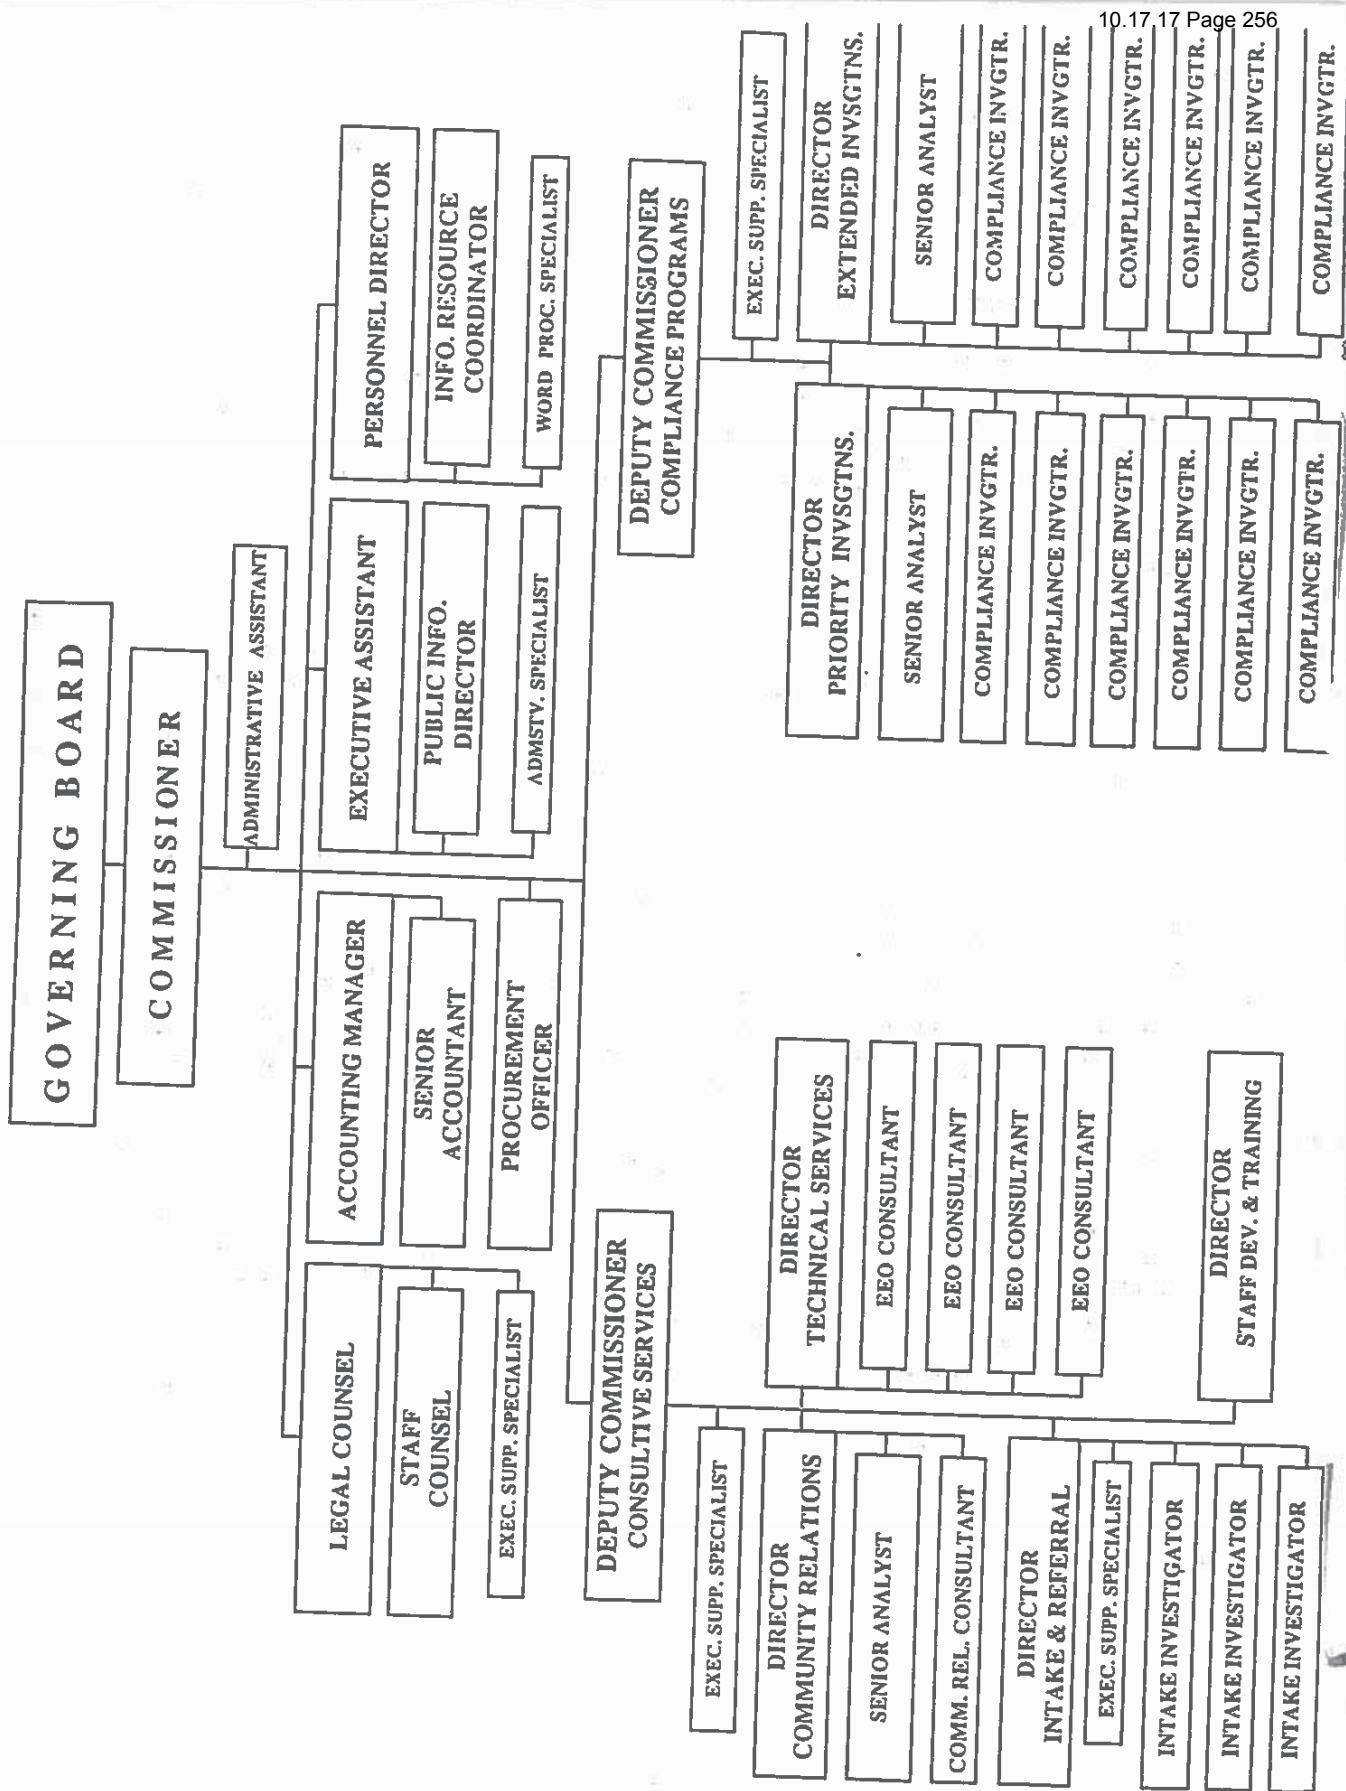 10.17.17 Page 256
GOVERNING BOARD
COMMISSIONER
ADMINISTRATIVE ASSISTANT
LEGAL COUNSEL
STAFF
COUNSEL
EXEC. SUPP. SPECIALIST
ACCOUNTING MANAGER
SENIOR
ACCOUNTANT
PROCUREMENT
OFFICER
EXECUTIVE ASSISTANT
PUBLIC INFO.
DIRECTOR
ADMSTV. SPECIALIST
PERSONNEL DIRECTOR
INFO. RESOURCE
COORDINATOR
WORD PROC. SPECIALIST
DEPUTY COMMISSIONER
CONSULTIVE SERVICES
EXEC. SUPP. SPECIALIST
DIRECTOR
COMMUNITY RELATIONS
SENIOR ANALYST
COMM. REL. CONSULTANT
DIRECTOR
INTAKE & REFERRAL
EXEC. SUPP. SPECIALIST
INTAKE INVESTIGATOR
INTAKE INVESTIGATOR
INTAKE INVESTIGATOR
DIRECTOR
TECHNICAL SERVICES
EEO CONSULTANT
EEO CONSULTANT
EEO CONSULTANT
EEO CONSULTANT
DIRECTOR
STAFF DEV. & TRAINING
DEPUTY COMMISSIONER
COMPLIANCE PROGRAMS
EXEC. SUPP. SPECIALIST
DIRECTOR
PRIORITY INVSGTNS.
SENIOR ANALYST
COMPLIANCE INVGTR.
COMPLIANCE INVGTR.
COMPLIANCE INVGTR.
COMPLIANCE INVGTR.
COMPLIANCE INVGTR.
COMPLIANCE INVGTR.
DIRECTOR
EXTENDED INVSGTNS.
SENIOR ANALYST
COMPLIANCE INVGTR.
COMPLIANCE INVGTR.
COMPLIANCE INVGTR.
COMPLIANCE INVGTR.
COMPLIANCE INVGTR.
COMPLIANCE INVGTR.